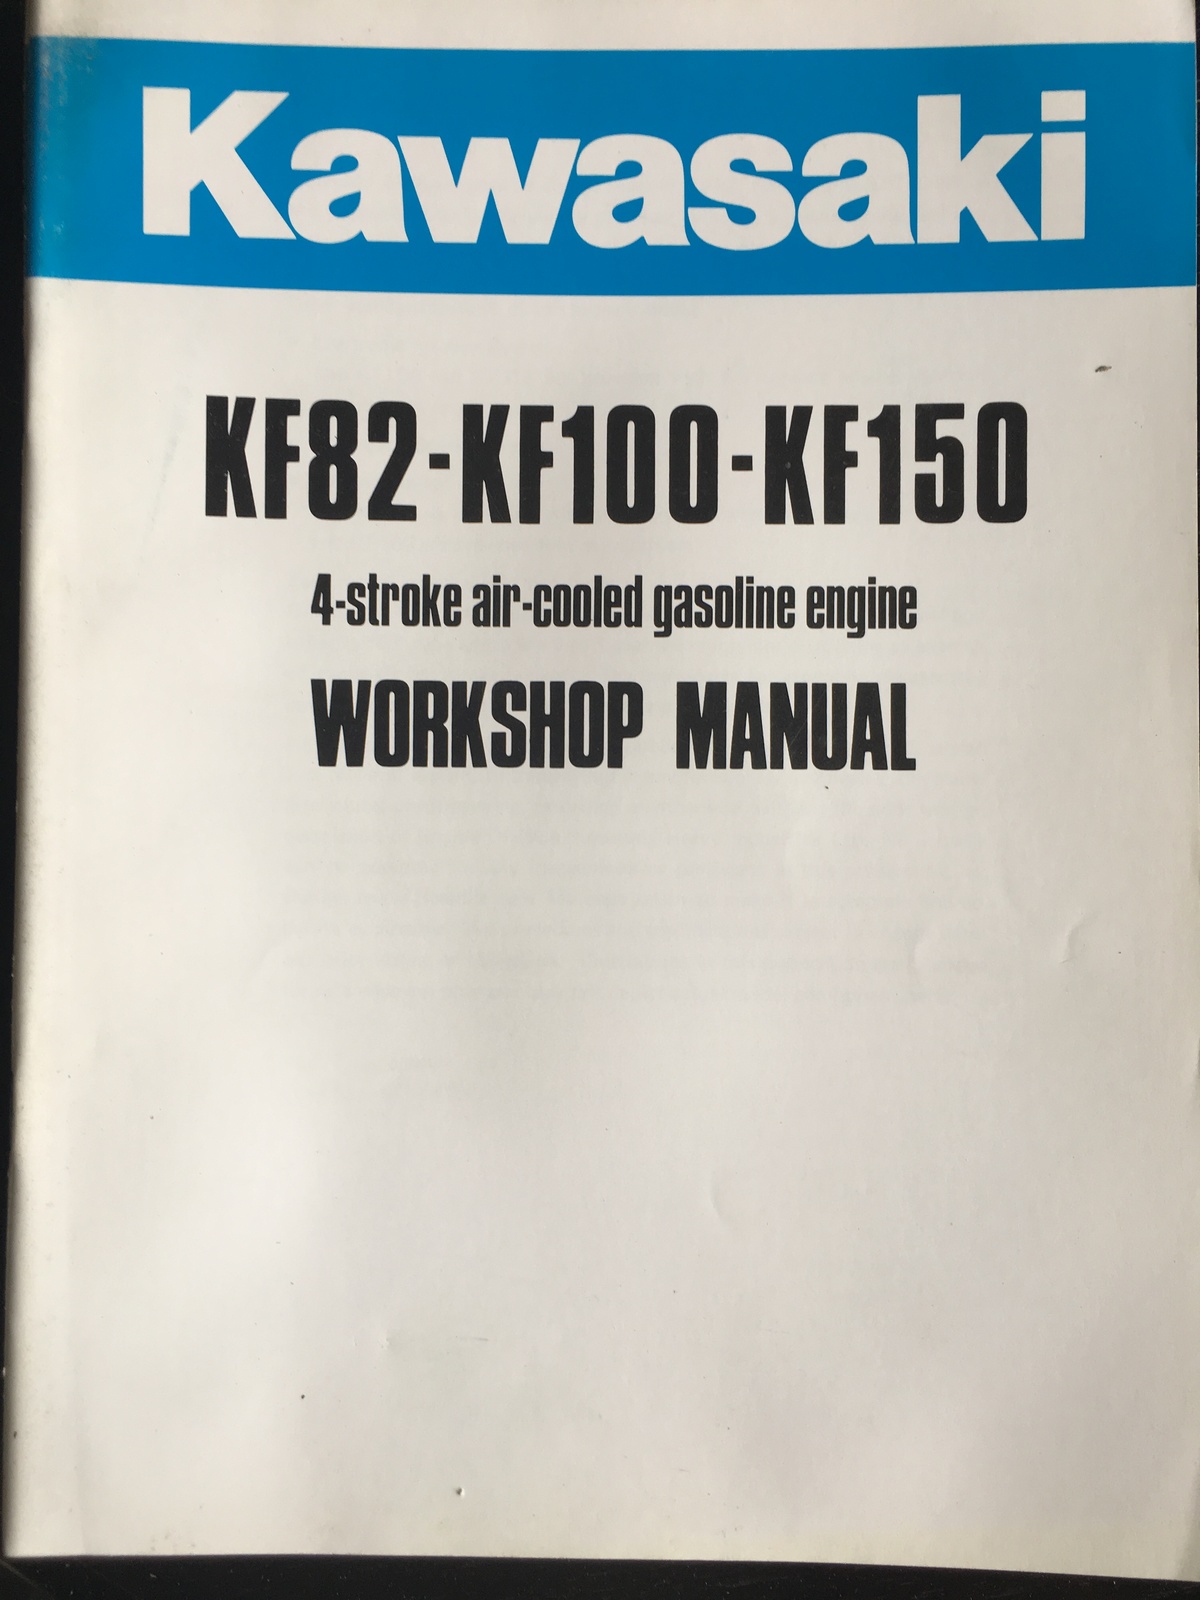 Kawasaki
KF82-KF100-KF150
4-stroke air-cooled gasoline engine
WORKSHOP MANUAL